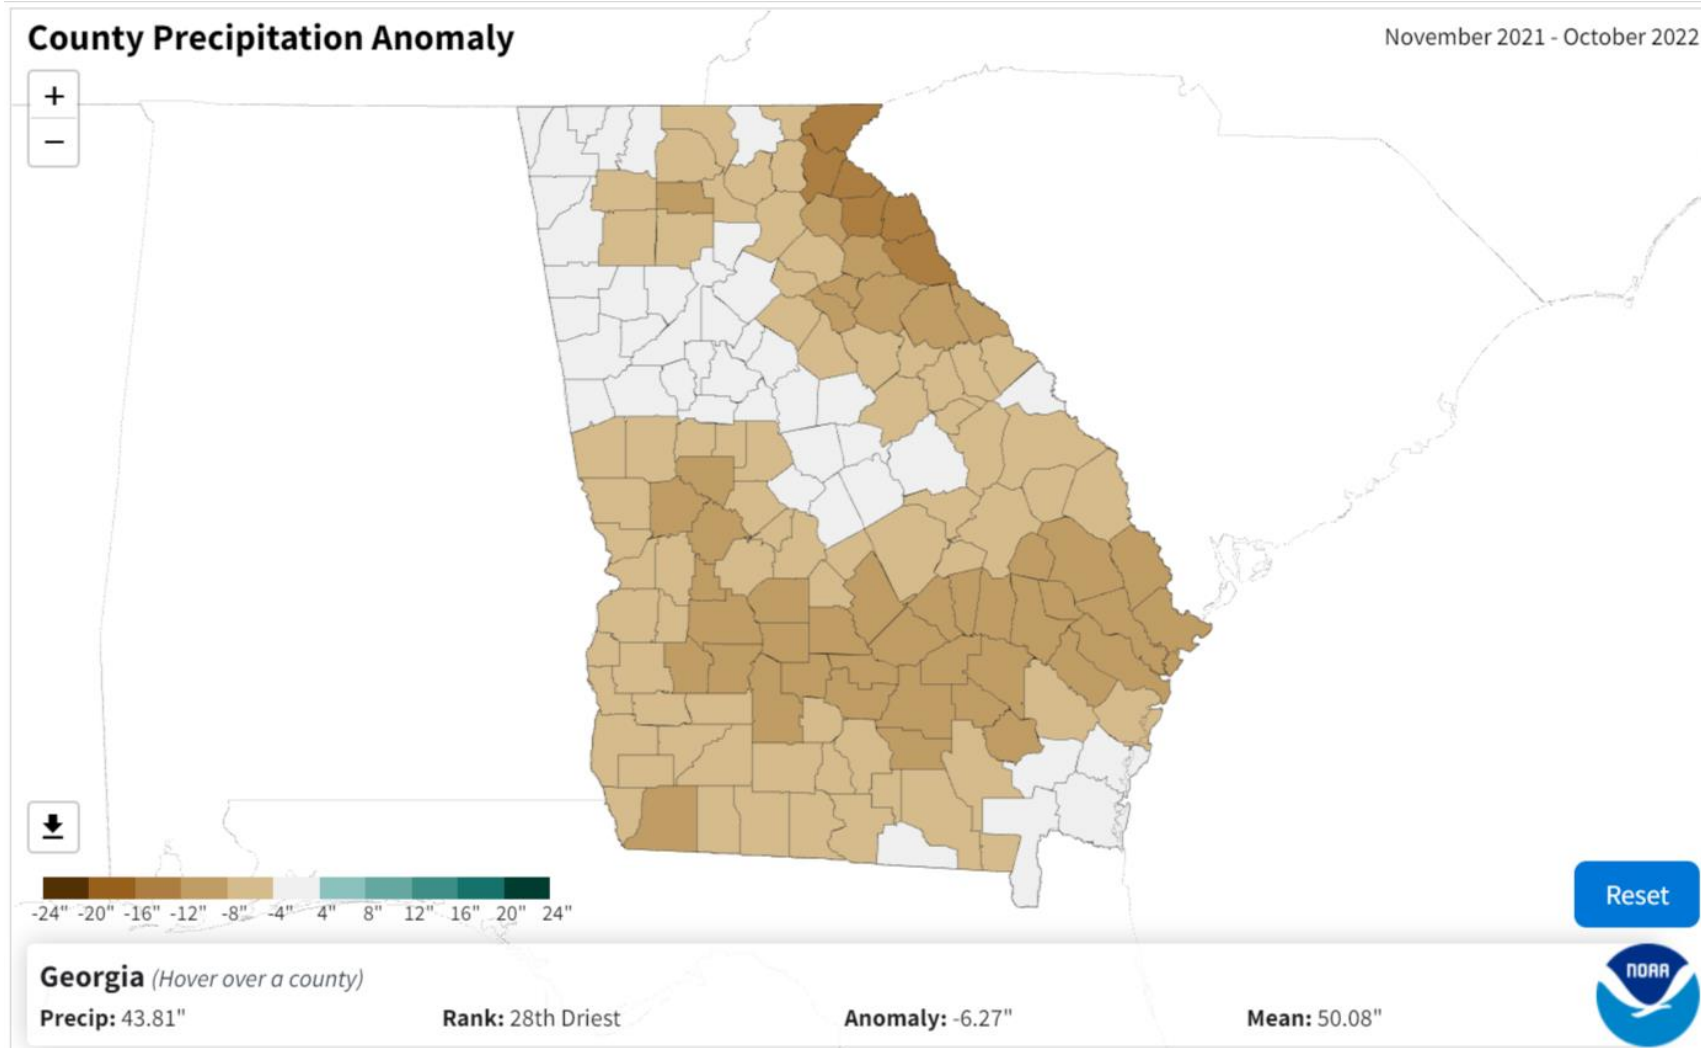 County Precipitation Anomaly
November 2021 - October 2022
+
−
-24" -20" -16" -12" -8" -4" 4" 8" 12" 16" 20" 24"
Reset
Georgia (Hover over a county)
Precip: 43.81" Rank: 28th Driest Anomaly: -6.27" Mean: 50.08"
NOAA